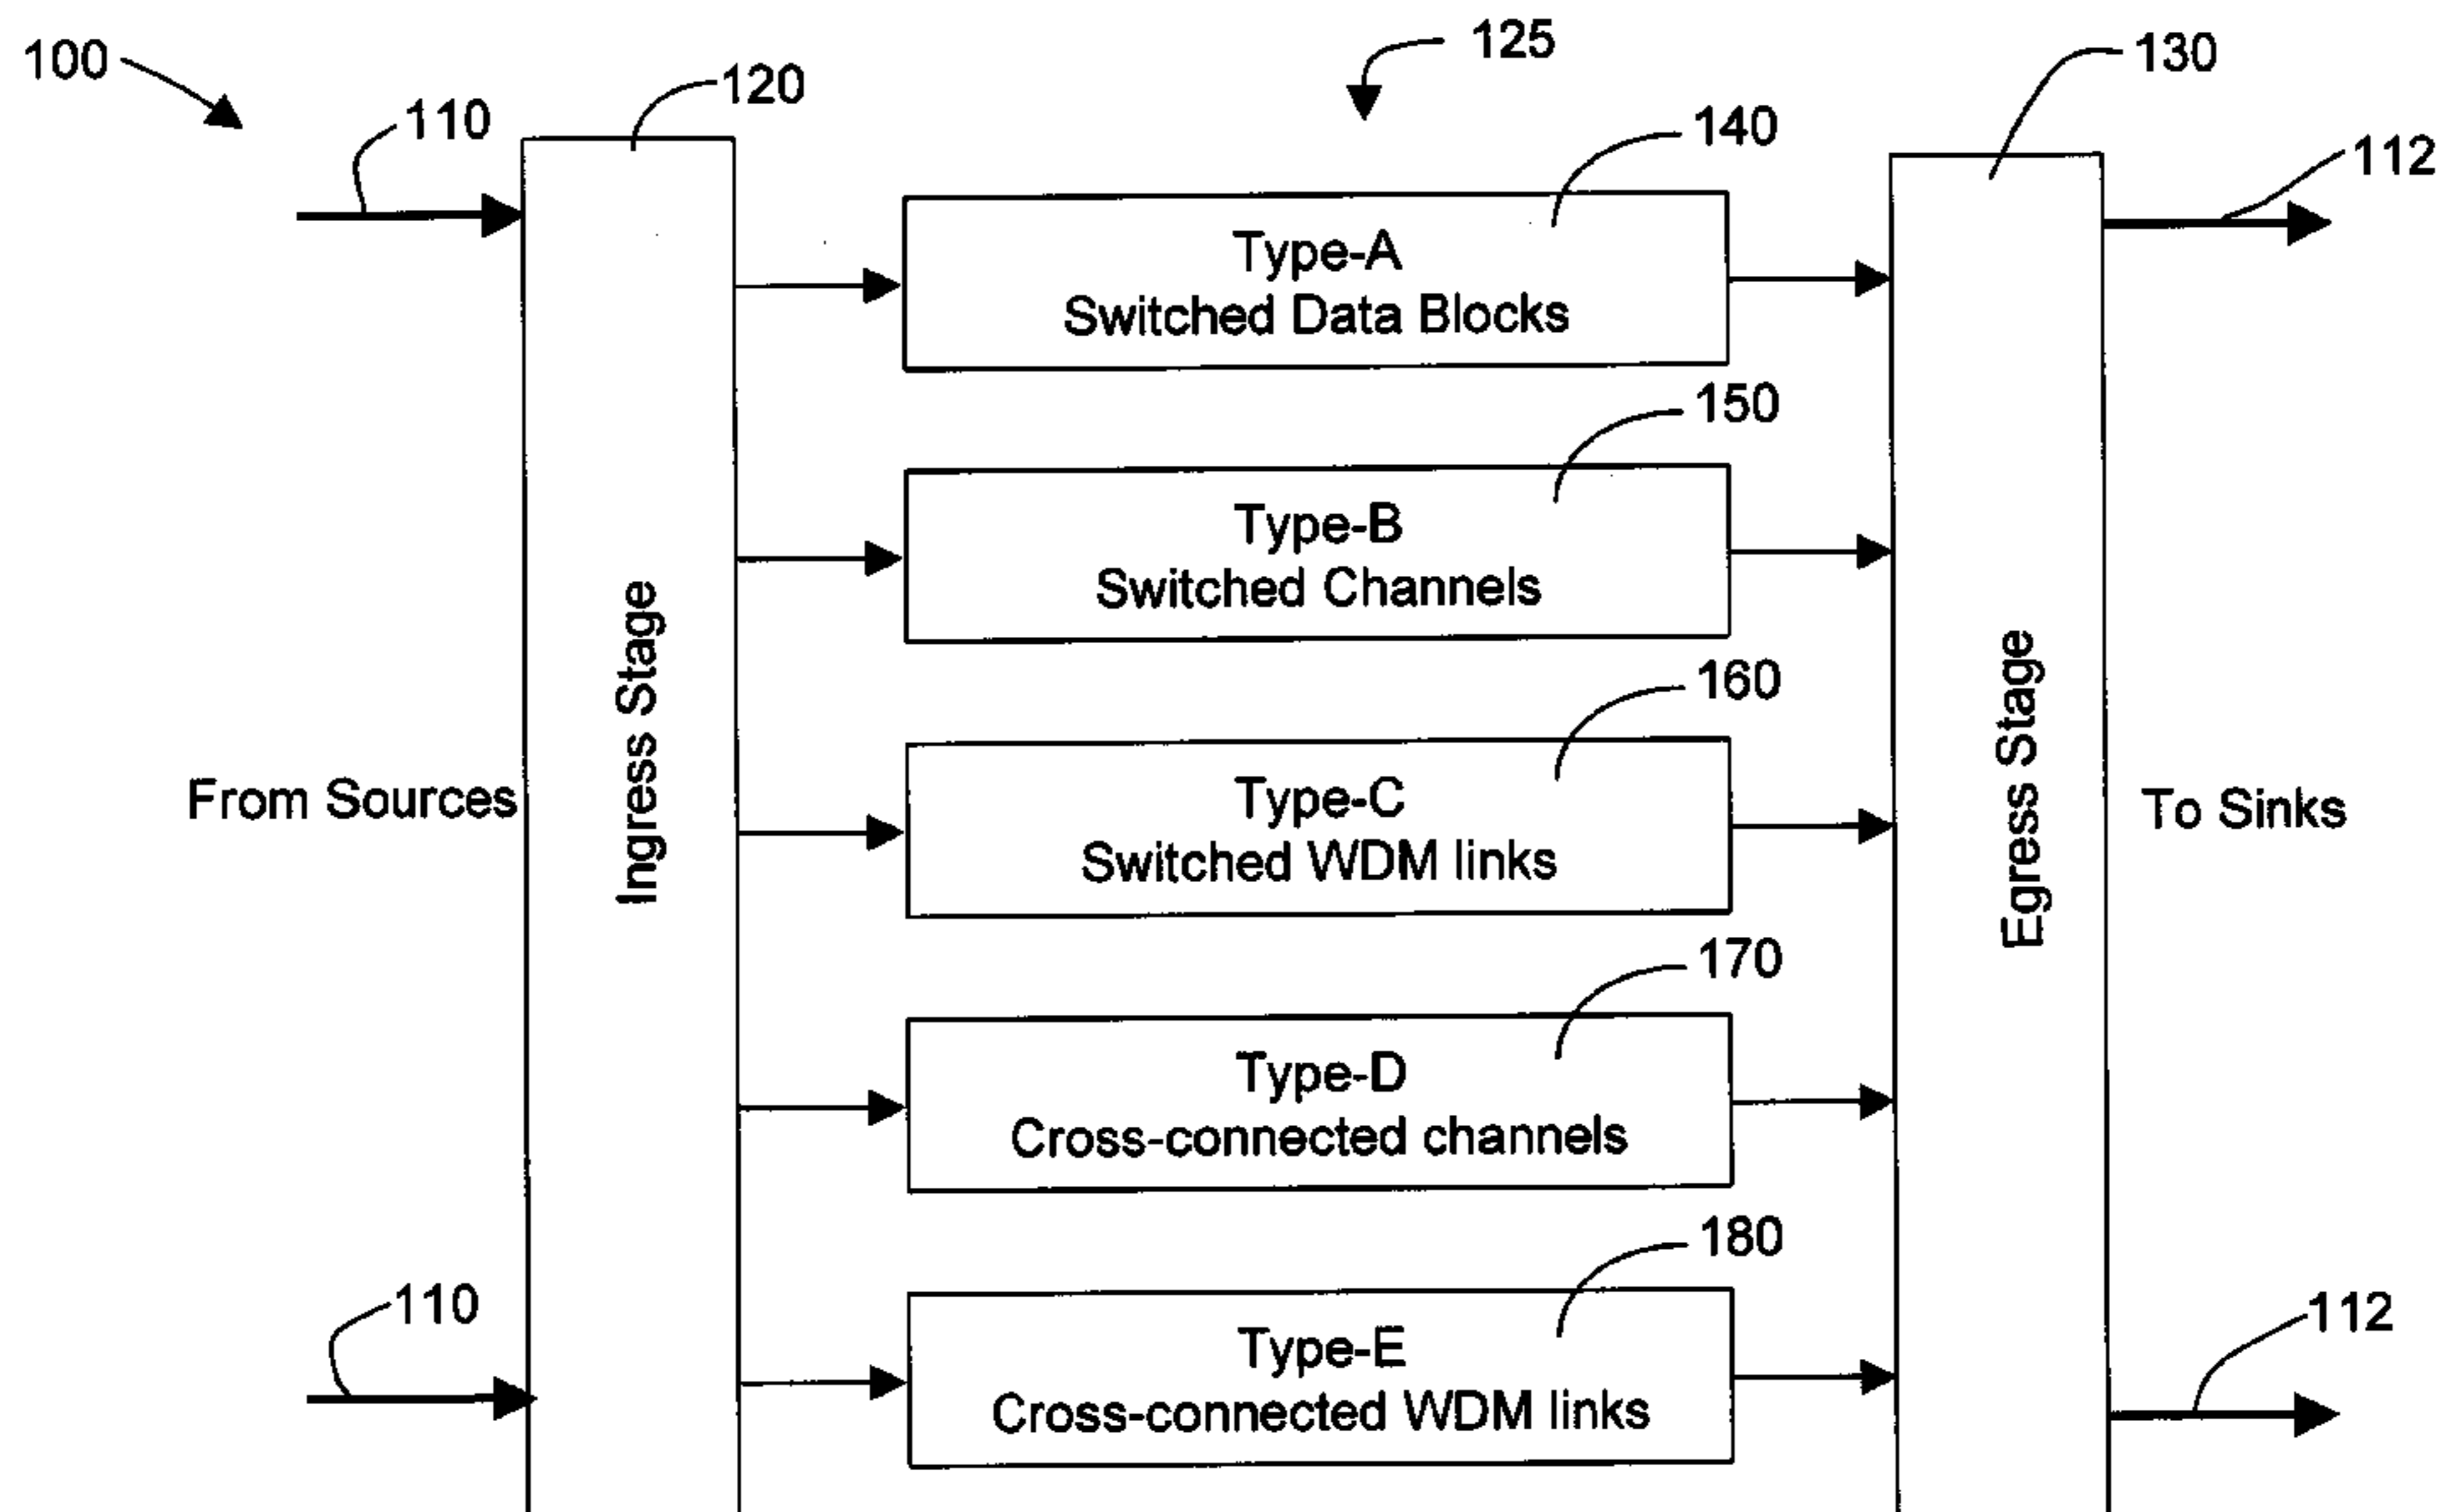 100
110
120
125
130
140
112
Type-A
Switched Data Blocks
150
Type-B
Switched Channels
Ingress Stage
Egress Stage
160
From Sources
Type-C
Switched WDM links
To Sinks
170
Type-D
Cross-connected channels
180
110
Type-E
Cross-connected WDM links
112